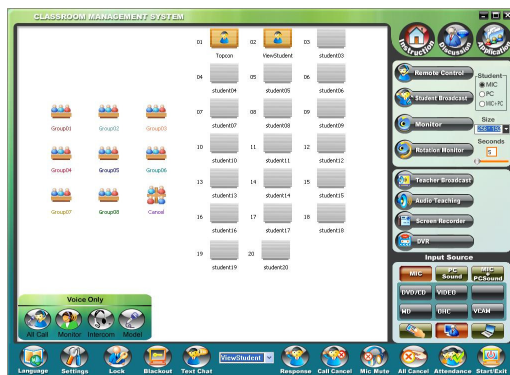 CLASSROOM MANAGEMENT SYSTEM
Instruction
Discussion
Application
01
02
03
Topcon
ViewStudent
student03
04
05
06
student04
student05
student06
07
08
09
student07
student08
student09
10
11
12
student10
student11
student12
13
14
15
student13
student14
student15
16
17
18
student16
student17
student18
19
20
student19
student20
Group01
Group02
Group03
Group04
Group05
Group06
Group07
Group08
Cancel
Remote Control
Student Broadcast
Monitor
Rotation Monitor
Student
MIC
PC
MIC+PC
Size
Seconds
5
Teacher Broadcast
Audio Teaching
Screen Recorder
DVR
Input Source
MIC
PC Sound
MIC + PCSound
DVD/CD
VIDEO
MD
OHC
VCAM
Voice Only
All Call
Monitor
Intercom
Model
Language
Settings
Lock
Blackout
Text Chat
ViewStudent
Response
Call Cancel
Mic Mute
All Cancel
Attendance
Start/Exit